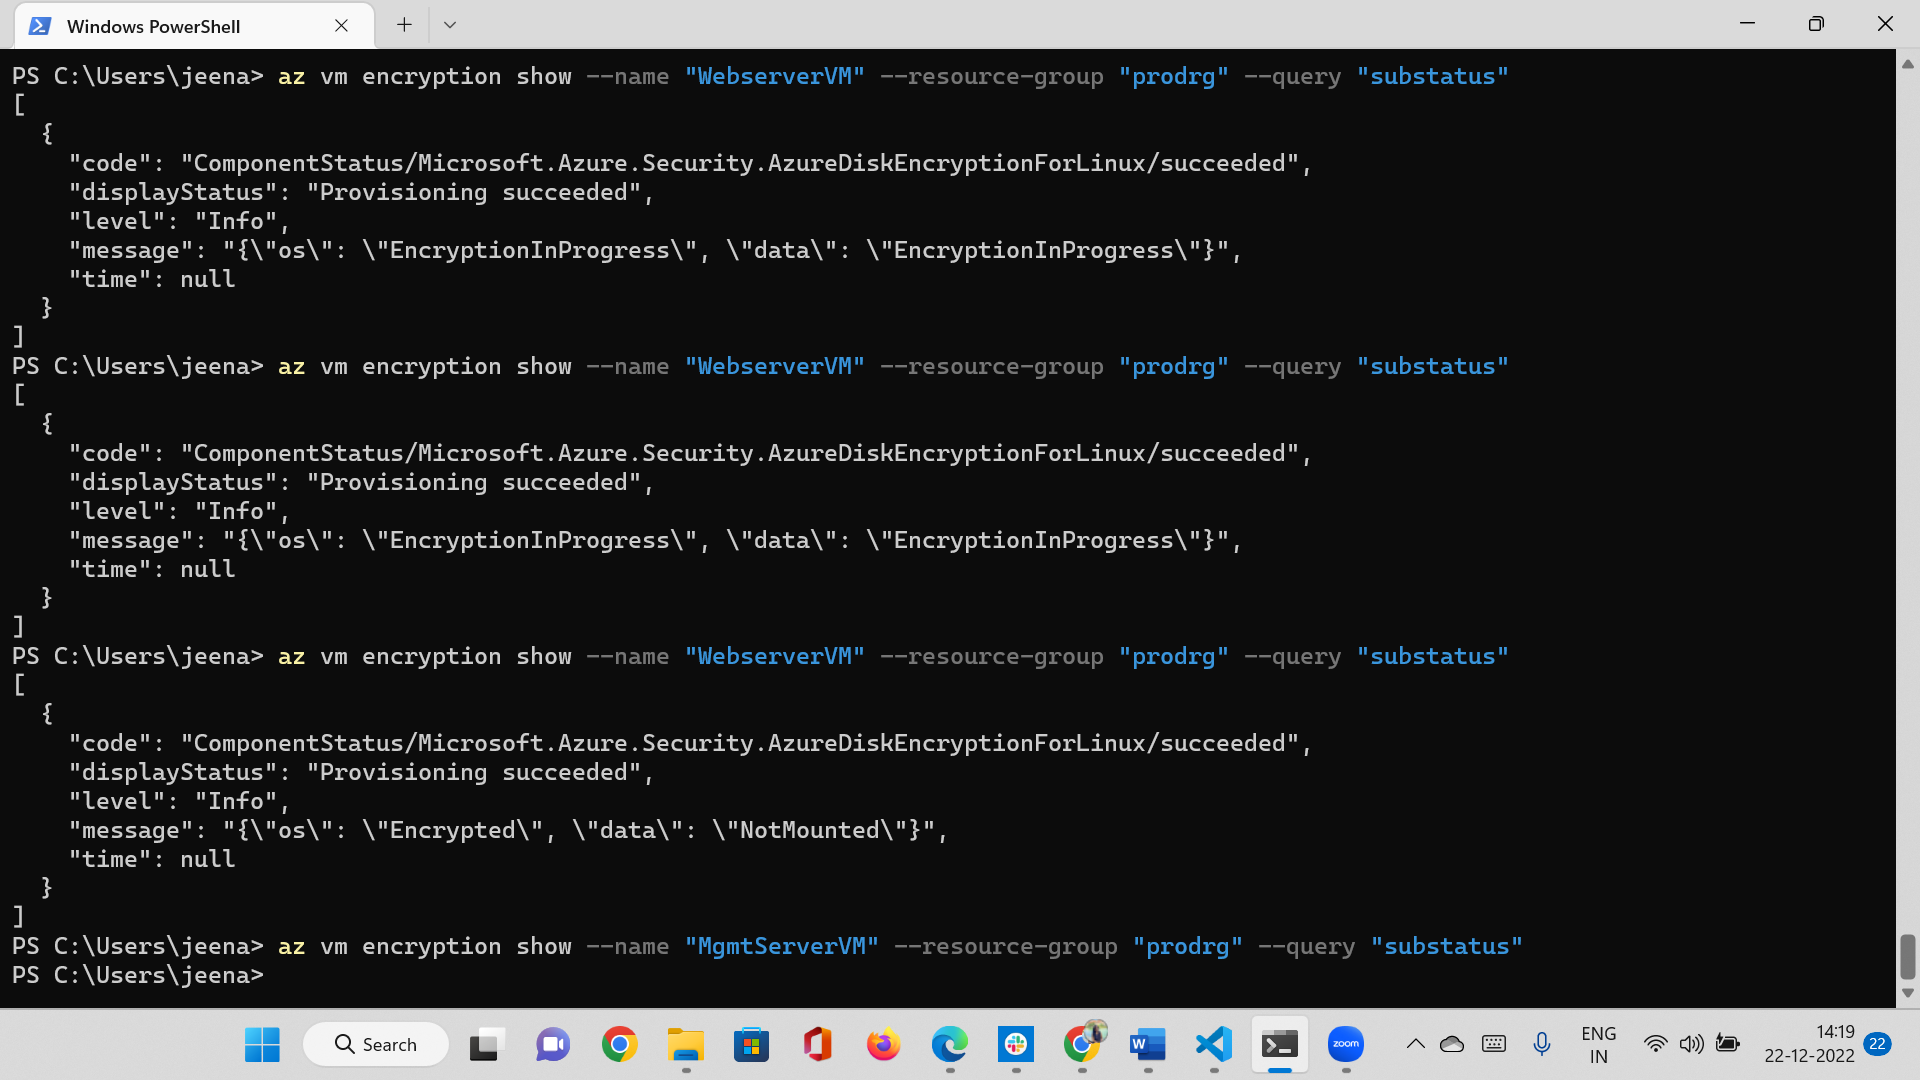 Windows PowerShell
PS C:\Users\jeena> az vm encryption show --name "WebserverVM" --resource-group "prodrg" --query "substatus"
[
  {
    "code": "ComponentStatus/Microsoft.Azure.Security.AzureDiskEncryptionForLinux/succeeded",
    "displayStatus": "Provisioning succeeded",
    "level": "Info",
    "message": "{\"os\": \"EncryptionInProgress\", \"data\": \"EncryptionInProgress\"}",
    "time": null
  }
]
PS C:\Users\jeena> az vm encryption show --name "WebserverVM" --resource-group "prodrg" --query "substatus"
[
  {
    "code": "ComponentStatus/Microsoft.Azure.Security.AzureDiskEncryptionForLinux/succeeded",
    "displayStatus": "Provisioning succeeded",
    "level": "Info",
    "message": "{\"os\": \"EncryptionInProgress\", \"data\": \"EncryptionInProgress\"}",
    "time": null
  }
]
PS C:\Users\jeena> az vm encryption show --name "WebserverVM" --resource-group "prodrg" --query "substatus"
[
  {
    "code": "ComponentStatus/Microsoft.Azure.Security.AzureDiskEncryptionForLinux/succeeded",
    "displayStatus": "Provisioning succeeded",
    "level": "Info",
    "message": "{\"os\": \"Encrypted\", \"data\": \"NotMounted\"}",
    "time": null
  }
]
PS C:\Users\jeena> az vm encryption show --name "MgmtServerVM" --resource-group "prodrg" --query "substatus"
PS C:\Users\jeena>
Search
W
zoom
ENG
IN
14:19
22-12-2022
22